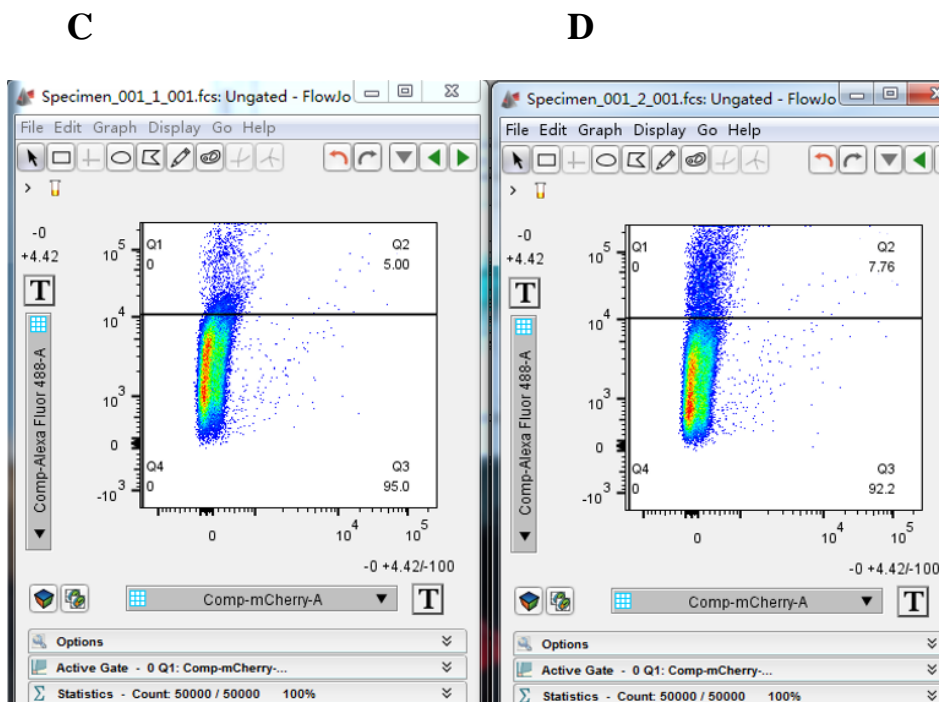 C
D
Specimen_001_1_001.fcs: Ungated - FlowJo
File Edit Graph Display Go Help
-0
+4.42
T
Comp-Alexa Fluor 488-A
10^5
10^4
10^3
0
-10^3
Q1
0
Q2
5.00
Q4
0
Q3
95.0
0
10^4
10^5
-0 +4.42/-100
Comp-mCherry-A
T
Options
Active Gate - 0 Q1: Comp-mCherry-...
Statistics - Count: 50000 / 50000 100%
Specimen_001_2_001.fcs: Ungated - FlowJo
File Edit Graph Display Go Help
-0
+4.42
T
Comp-Alexa Fluor 488-A
10^5
10^4
10^3
0
-10^3
Q1
0
Q2
7.76
Q4
0
Q3
92.2
0
10^4
10^5
-0 +4.42/-100
Comp-mCherry-A
T
Options
Active Gate - 0 Q1: Comp-mCherry-...
Statistics - Count: 50000 / 50000 100%